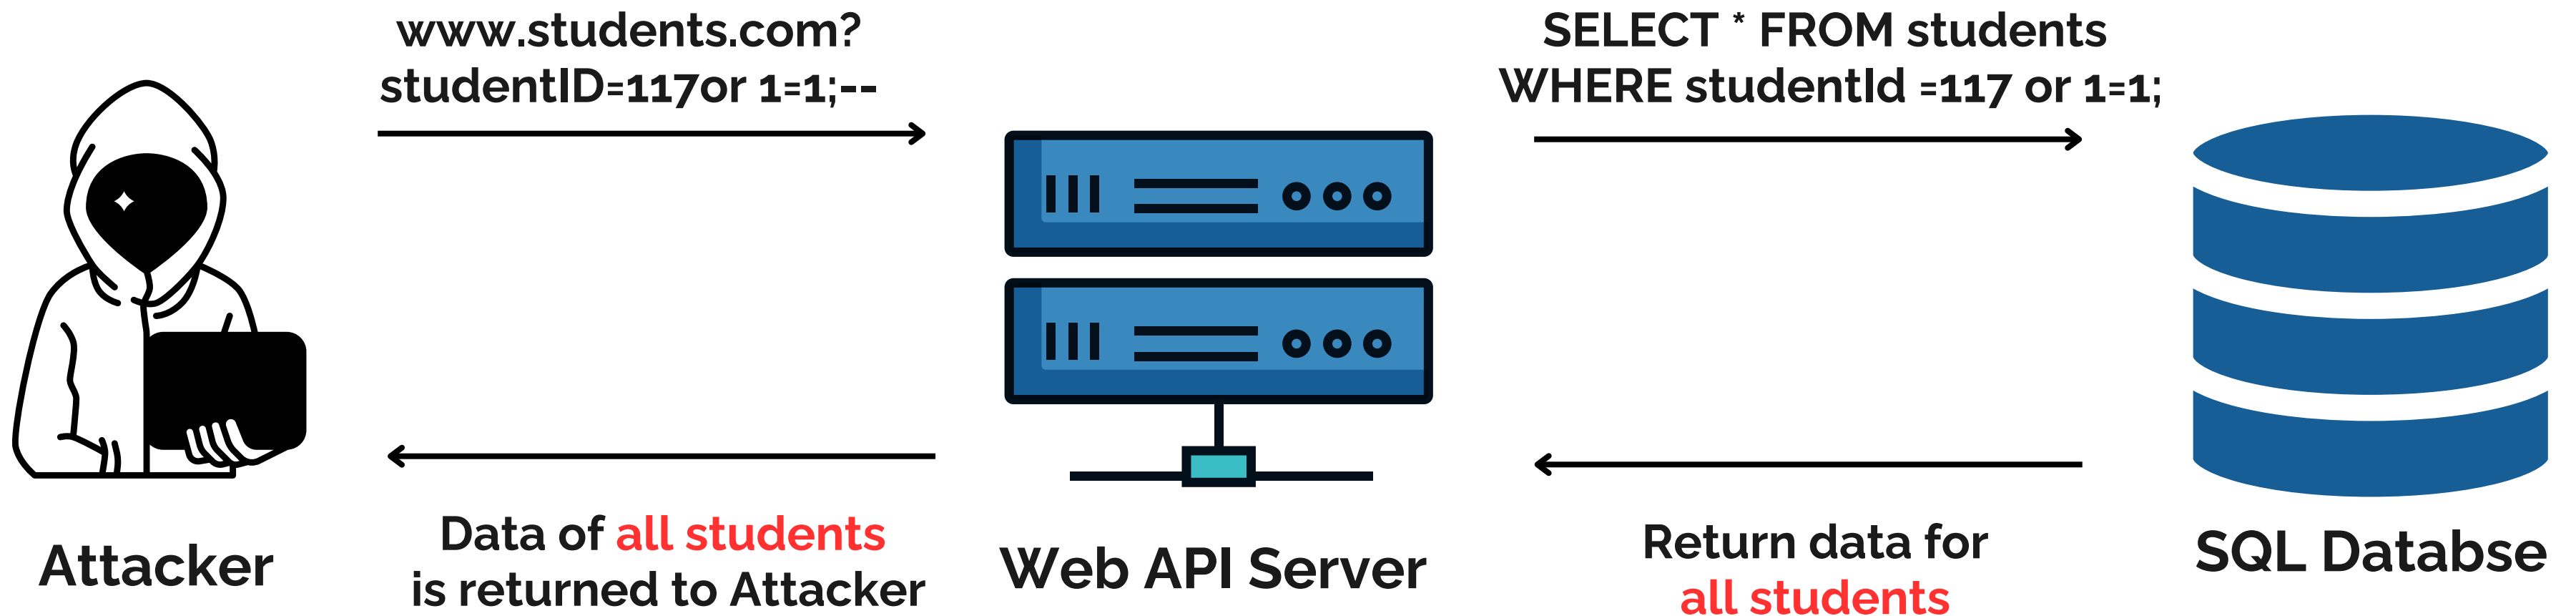 www.students.com?
studentID=117or 1=1;--
SELECT * FROM students
WHERE studentId =117 or 1=1;
Attacker
Data of all students
is returned to Attacker
Web API Server
Return data for
all students
SQL Databse